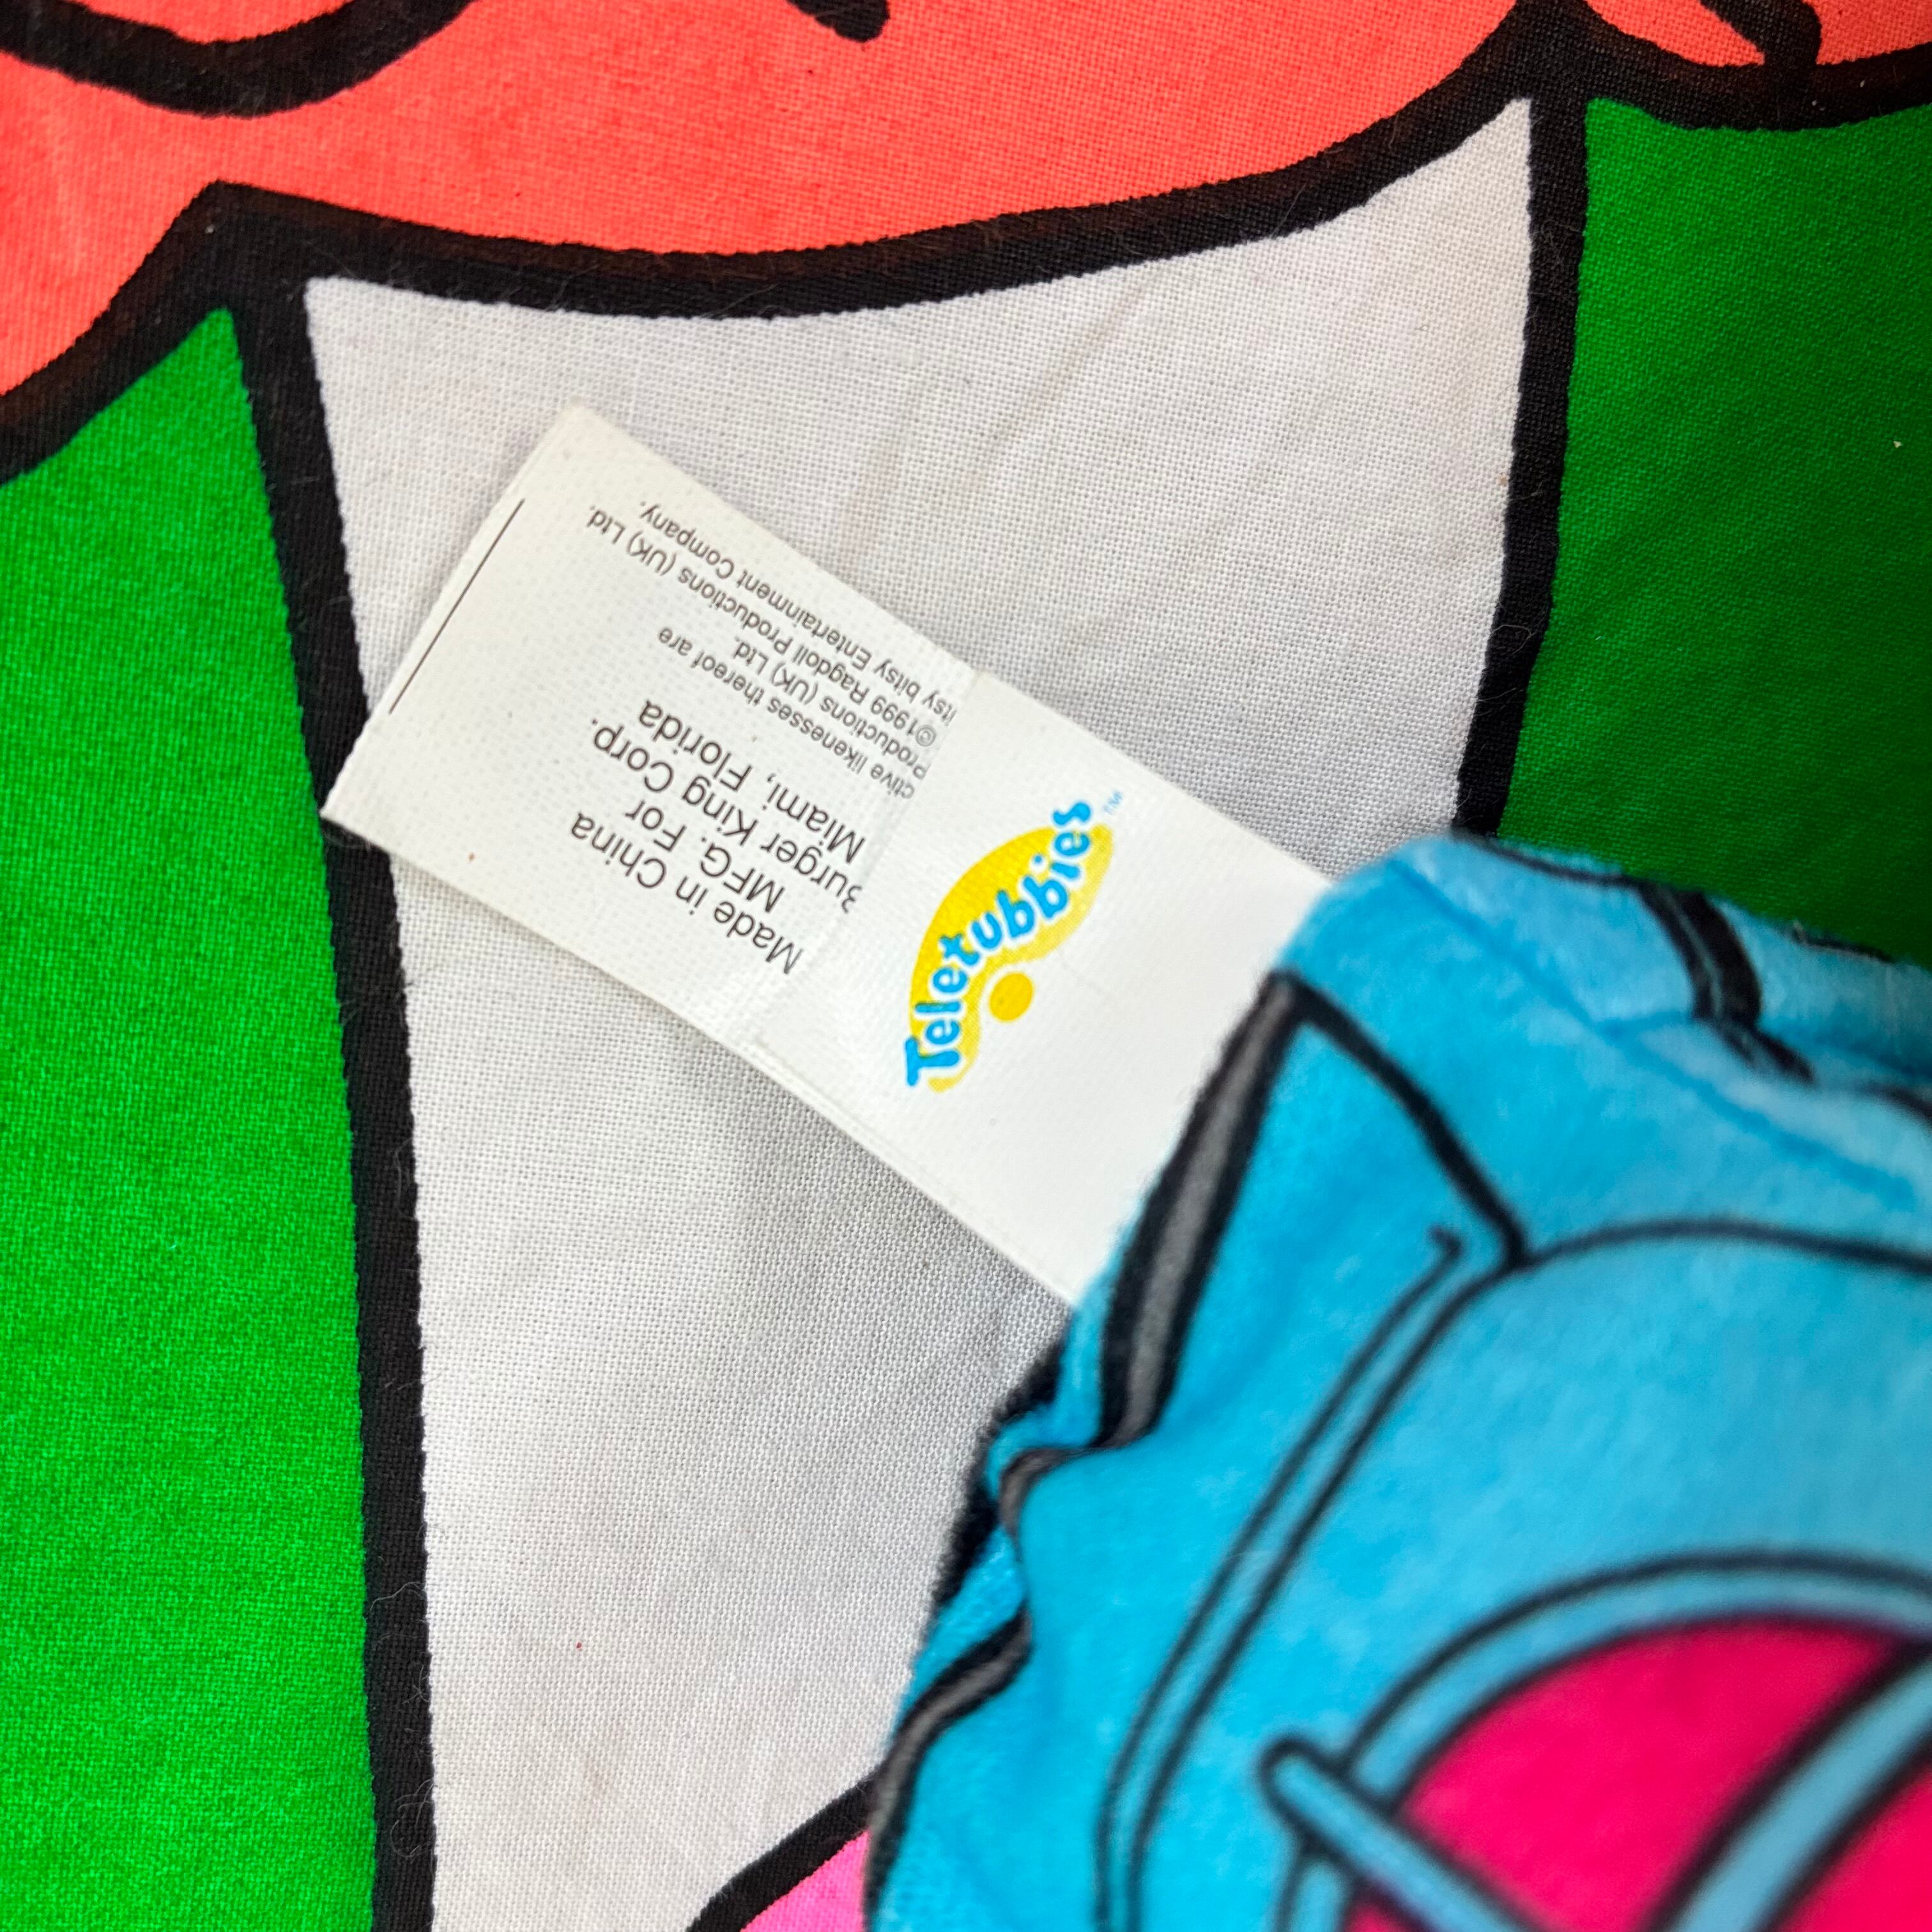 Teletubbies™
Made in China
MFG. For
Burger King Corp.
Miami, Florida
likenesses thereof are
Productions (UK) Ltd.
©1999 Ragdoll Productions (UK) Ltd.
itsy bitsy Entertainment Company.